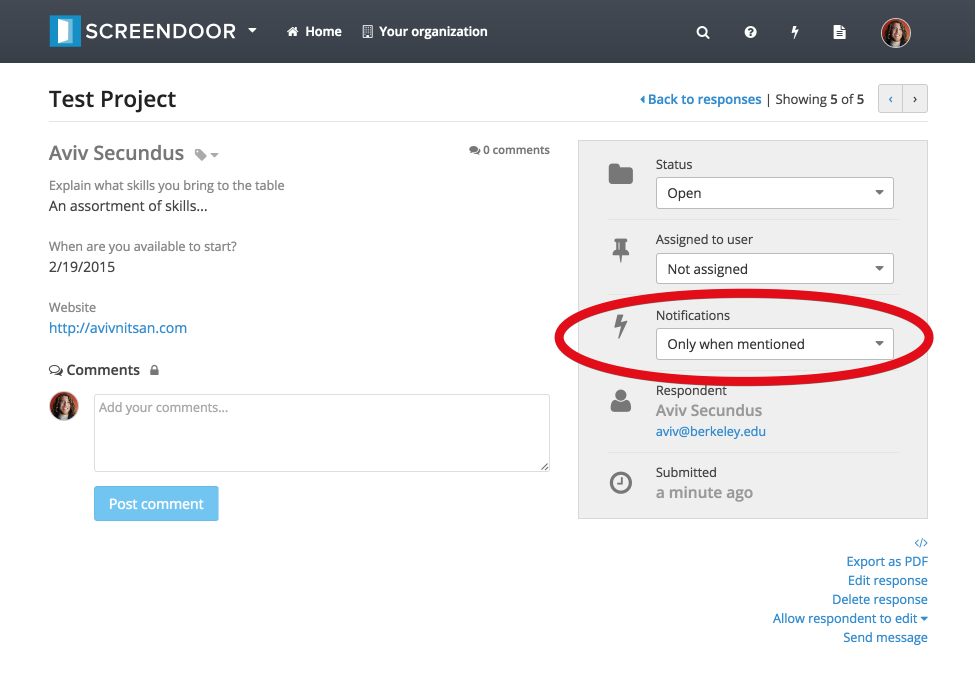 SCREENDOOR
Home
Your organization
Test Project
Back to responses | Showing 5 of 5
Aviv Secundus
0 comments
Explain what skills you bring to the table
An assortment of skills...
When are you available to start?
2/19/2015
Website
http://avivnitsan.com
Comments
Add your comments...
Post comment
Status
Open
Assigned to user
Not assigned
Notifications
Only when mentioned
Respondent
Aviv Secundus
aviv@berkeley.edu
Submitted
a minute ago
</>
Export as PDF
Edit response
Delete response
Allow respondent to edit
Send message